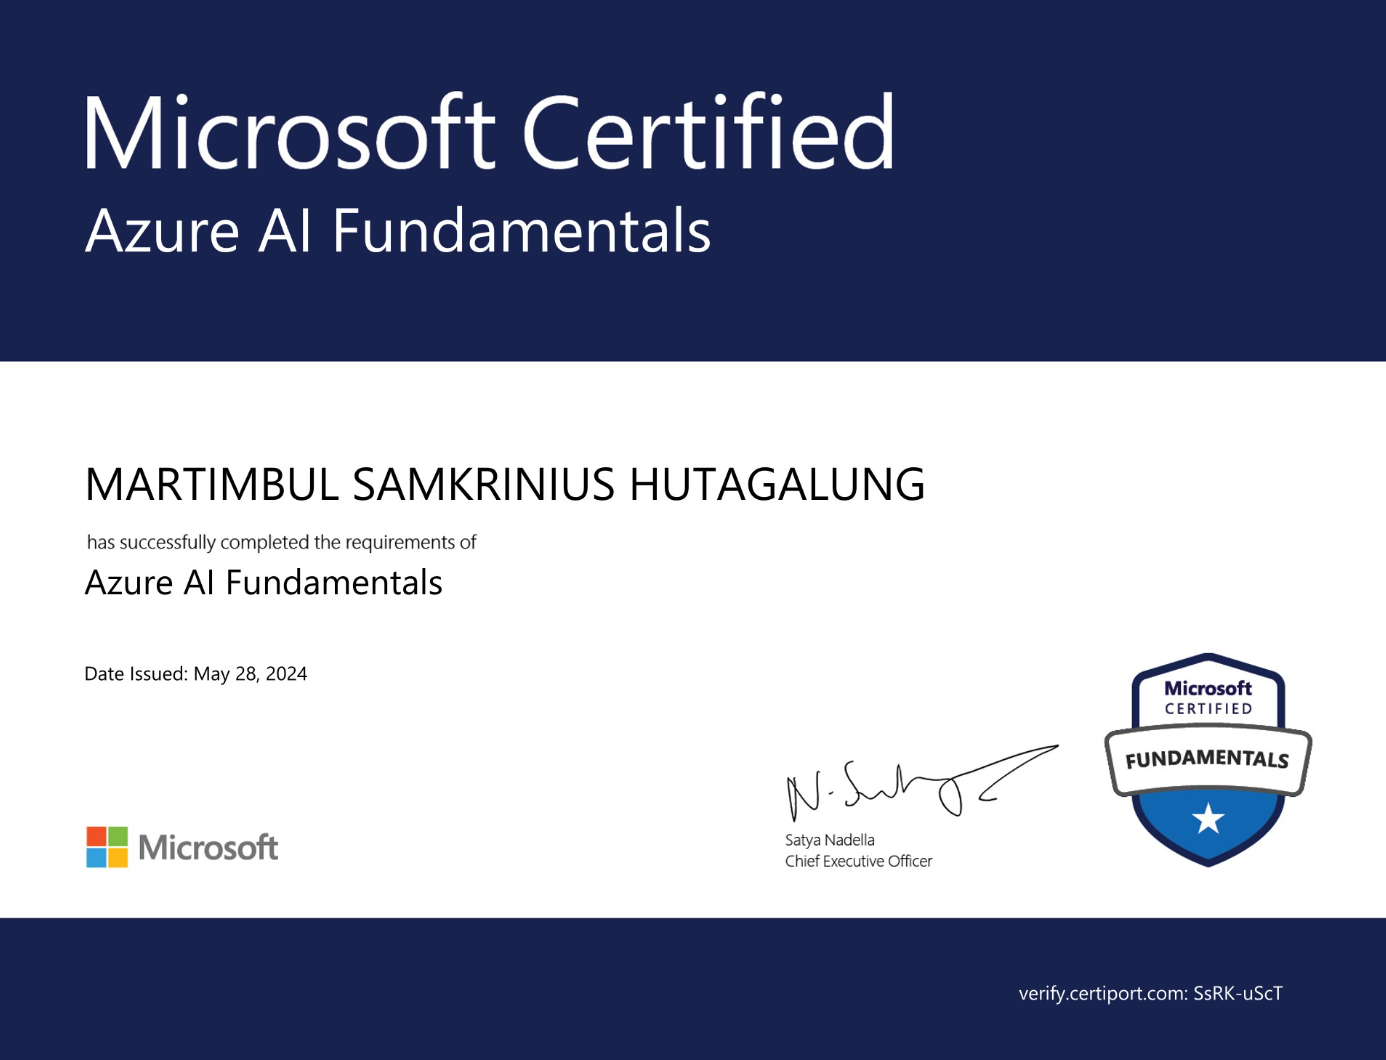 Microsoft Certified
Azure AI Fundamentals
MARTIMBUL SAMKRINIUS HUTAGALUNG
has successfully completed the requirements of
Azure AI Fundamentals
Date Issued: May 28, 2024
Microsoft
CERTIFIED
FUNDAMENTALS
N. Satya
Satya Nadella
Chief Executive Officer
Microsoft
verify.certiport.com: SsRK-uScT